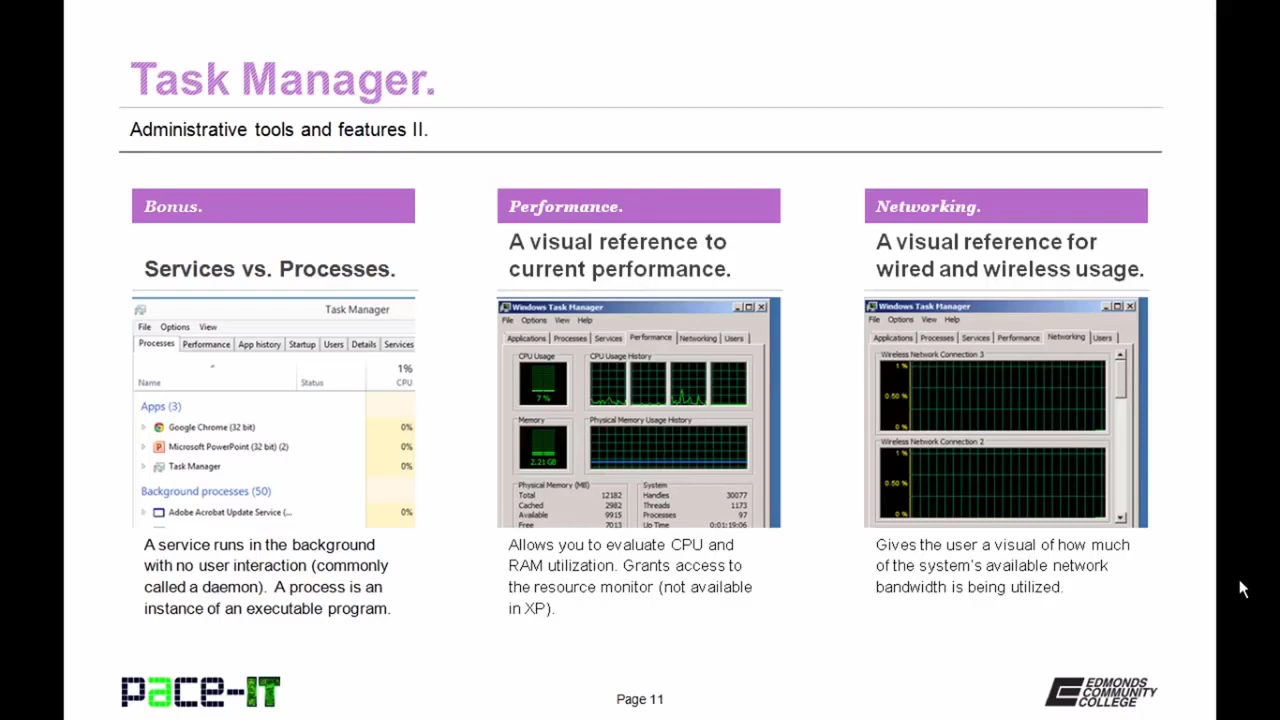 Task Manager.
Administrative tools and features II.
Bonus.
Services vs. Processes.
Task Manager
File Options View
Processes Performance App history Startup Users Details Services
1%
Name Status CPU
Apps (3)
Google Chrome (32 bit) 0%
Microsoft PowerPoint (32 bit) (2) 0%
Task Manager 0%
Background processes (50)
Adobe Acrobat Update Service (... 0%
A service runs in the background
with no user interaction (commonly
called a daemon). A process is an
instance of an executable program.
Performance.
A visual reference to
current performance.
Windows Task Manager
File Options View Help
Applications Processes Services Performance Networking Users
CPU Usage CPU Usage History
7 %
Memory Physical Memory Usage History
2.21 GB
Physical Memory (MB) System
Total 12182 Handles 30077
Cached 2982 Threads 1173
Available 9915 Processes 97
Free 7013 Up Time 0:01:19:06
Allows you to evaluate CPU and
RAM utilization. Grants access to
the resource monitor (not available
in XP).
Networking.
A visual reference for
wired and wireless usage.
Windows Task Manager
File Options View Help
Applications Processes Services Performance Networking Users
Wireless Network Connection 3
1 %
0.50 %
0 %
Wireless Network Connection 2
1 %
0.50 %
0 %
Gives the user a visual of how much
of the system's available network
bandwidth is being utilized.
pace-IT
Page 11
EDMONDS
COMMUNITY
COLLEGE